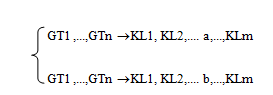 GT1 ,...,GTn →KL1, KL2,.... a,...,KLm
GT1 ,...,GTn →KL1, KL2,.... b,...,KLm